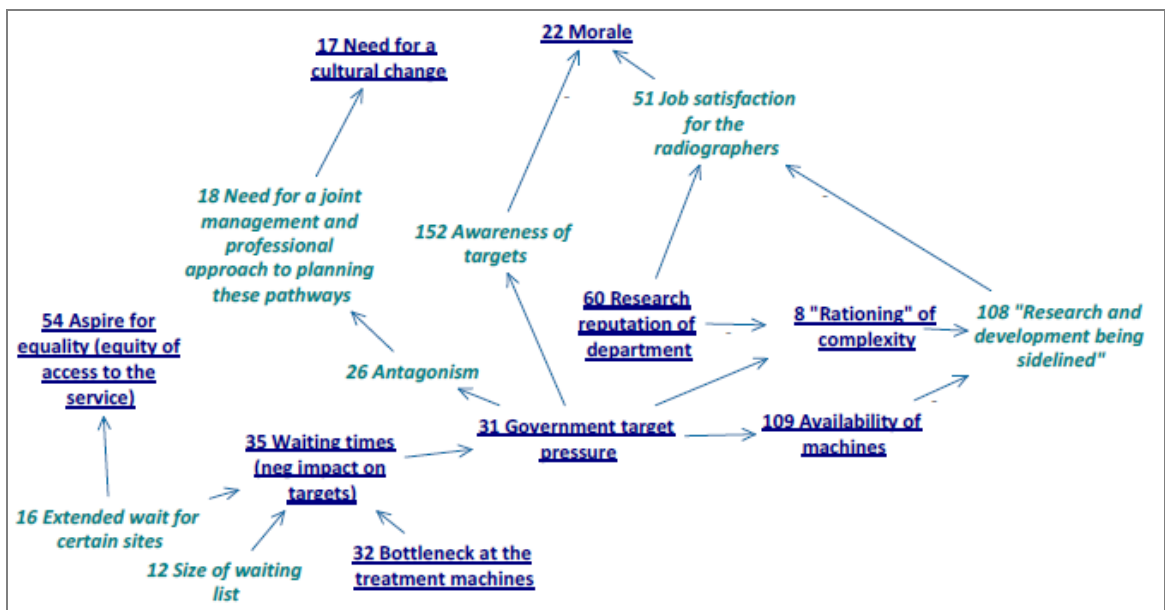 17 Need for a
cultural change
22 Morale
51 Job satisfaction
for the
radiographers
18 Need for a joint
management and
professional
approach to planning
these pathways
152 Awareness of
targets
54 Aspire for
equality (equity of
access to the
service)
60 Research
reputation of
department
8 "Rationing" of
complexity
108 "Research and
development being
sidelined"
26 Antagonism
31 Government target
pressure
109 Availability of
machines
35 Waiting times
(neg impact on
targets)
16 Extended wait for
certain sites
12 Size of waiting
list
32 Bottleneck at the
treatment machines